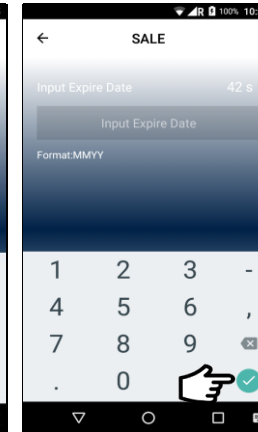 R 100% 10:
SALE
Input Expire Date 42 s
Input Expire Date
Format:MMYY
1 2 3 -
4 5 6 ,
7 8 9
. 0